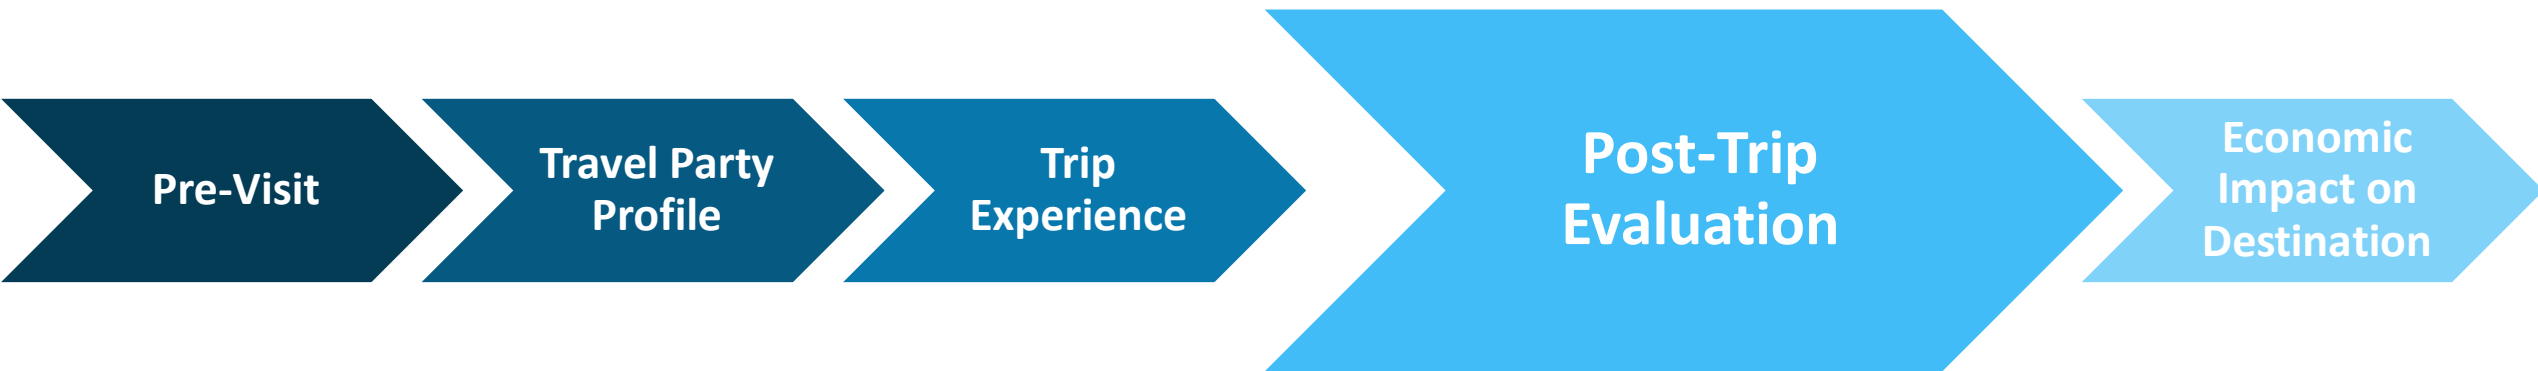 Pre-Visit
Travel Party
Profile
Trip
Experience
Post-Trip
Evaluation
Economic
Impact on
Destination